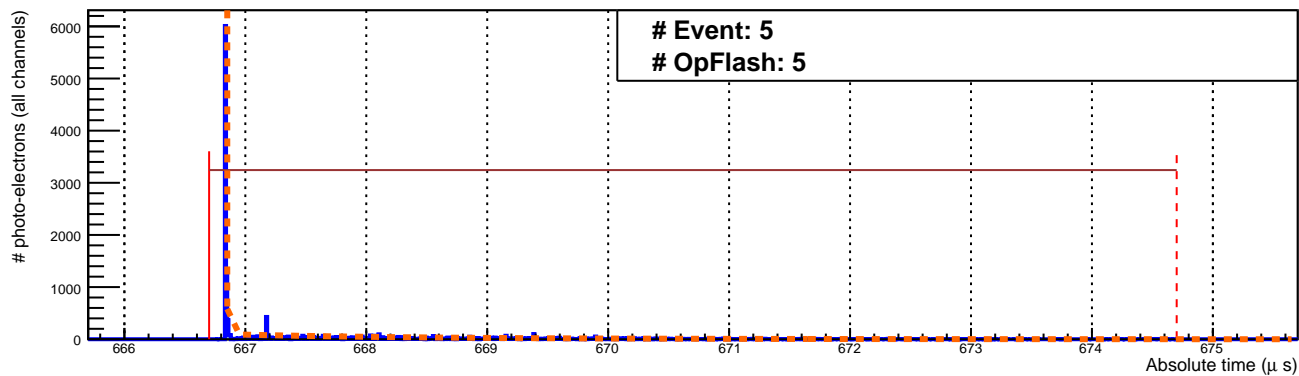 # Event: 5
# OpFlash: 5
# photo-electrons (all channels)
6000
5000
4000
3000
2000
1000
0
666 667 668 669 670 671 672 673 674 675
Absolute time (μ s)